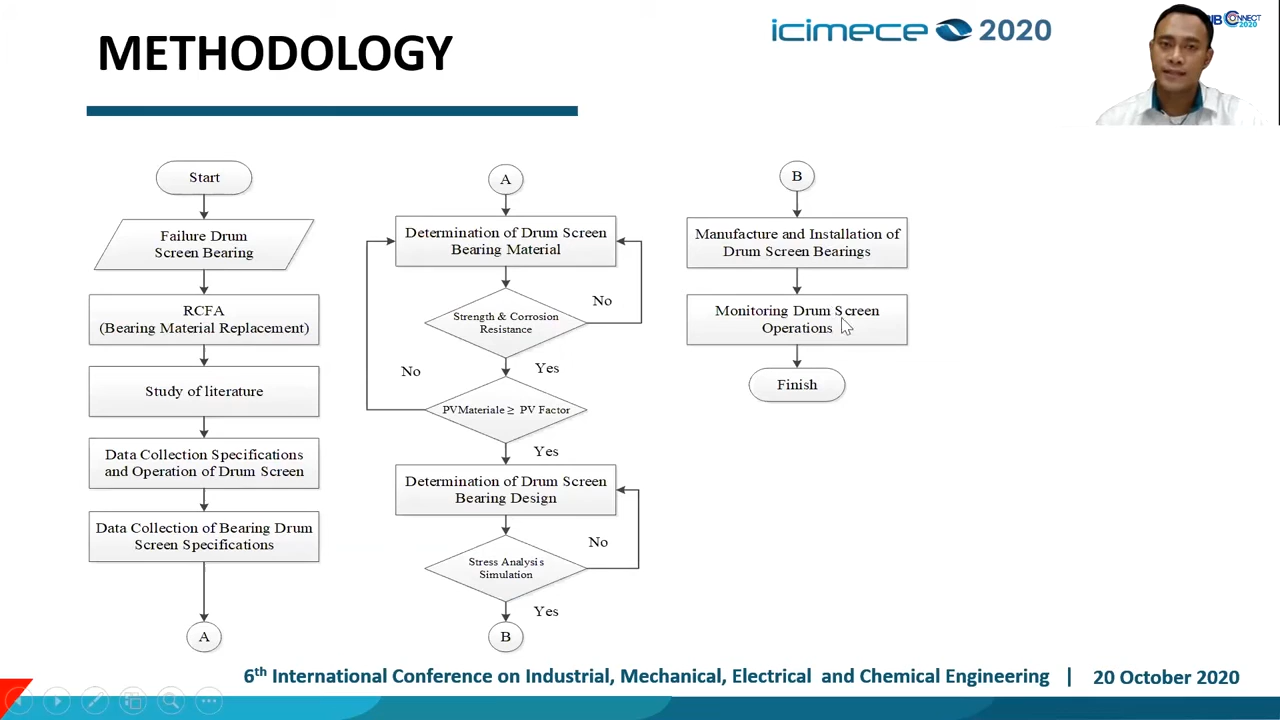 METHODOLOGY
icimece 2020
CONNECT
2020
Start
Failure Drum
Screen Bearing
RCFA
(Bearing Material Replacement)
Study of literature
Data Collection Specifications
and Operation of Drum Screen
Data Collection of Bearing Drum
Screen Specifications
A
A
Determination of Drum Screen
Bearing Material
No
Strength & Corrosion
Resistance
Yes
No
PVMateriale ≥ PV Factor
Yes
Determination of Drum Screen
Bearing Design
No
Stress Analysis
Simulation
Yes
B
B
Manufacture and Installation of
Drum Screen Bearings
Monitoring Drum Screen
Operations
Finish
6th International Conference on Industrial, Mechanical, Electrical and Chemical Engineering | 20 October 2020